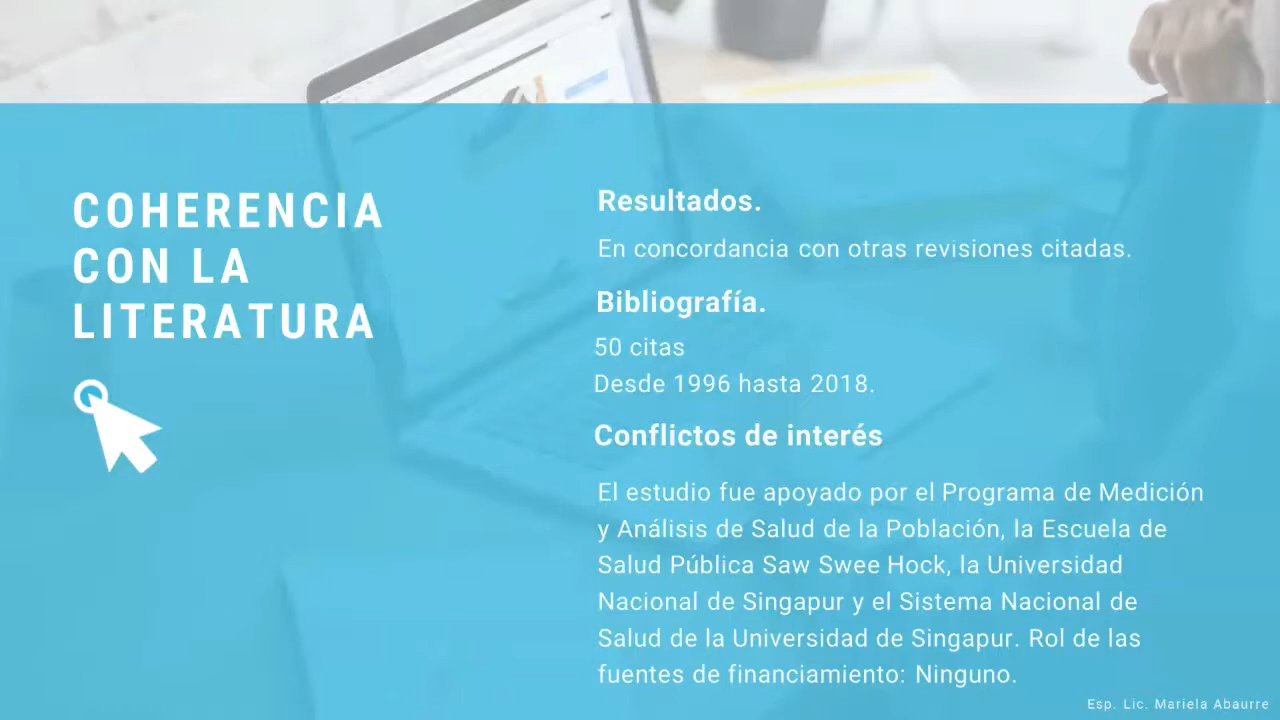 COHERENCIA
CON LA
LITERATURA
Resultados.
En concordancia con otras revisiones citadas.
Bibliografía.
50 citas
Desde 1996 hasta 2018.
Conflictos de interés
El estudio fue apoyado por el Programa de Medición
y Análisis de Salud de la Población, la Escuela de
Salud Pública Saw Swee Hock, la Universidad
Nacional de Singapur y el Sistema Nacional de
Salud de la Universidad de Singapur. Rol de las
fuentes de financiamiento: Ninguno.
Esp. Lic. Mariela Abaurre